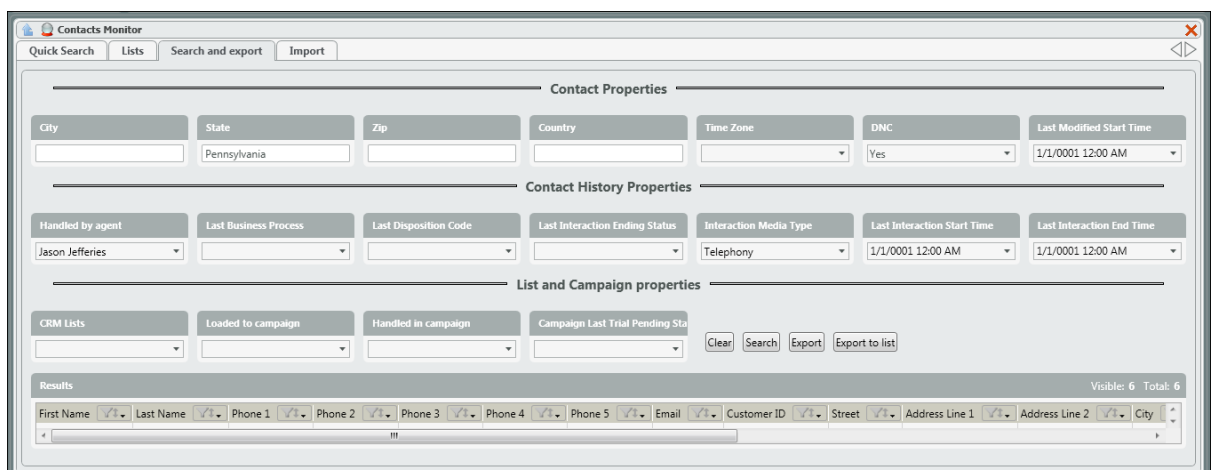 Contacts Monitor
Quick Search Lists Search and export Import
Contact Properties
City State Zip Country Time Zone DNC Last Modified Start Time
Pennsylvania Yes 1/1/0001 12:00 AM
Contact History Properties
Handled by agent Last Business Process Last Disposition Code Last Interaction Ending Status Interaction Media Type Last Interaction Start Time Last Interaction End Time
Jason Jefferies Telephony 1/1/0001 12:00 AM 1/1/0001 12:00 AM
List and Campaign properties
CRM Lists Loaded to campaign Handled in campaign Campaign Last Trial Pending Sta
Clear Search Export Export to list
Results Visible: 6 Total: 6
First Name Last Name Phone 1 Phone 2 Phone 3 Phone 4 Phone 5 Email Customer ID Street Address Line 1 Address Line 2 City